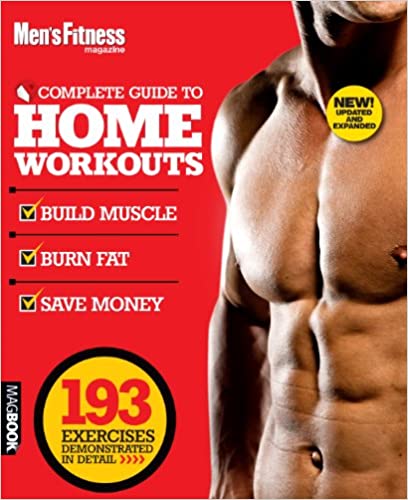 Men'sFitness
magazine
COMPLETE GUIDE TO
HOME
WORKOUTS
NEW!
UPDATED
AND
EXPANDED
BUILD MUSCLE
BURN FAT
SAVE MONEY
193
EXERCISES
DEMONSTRATED
IN DETAIL >>>>
MAGBOOK